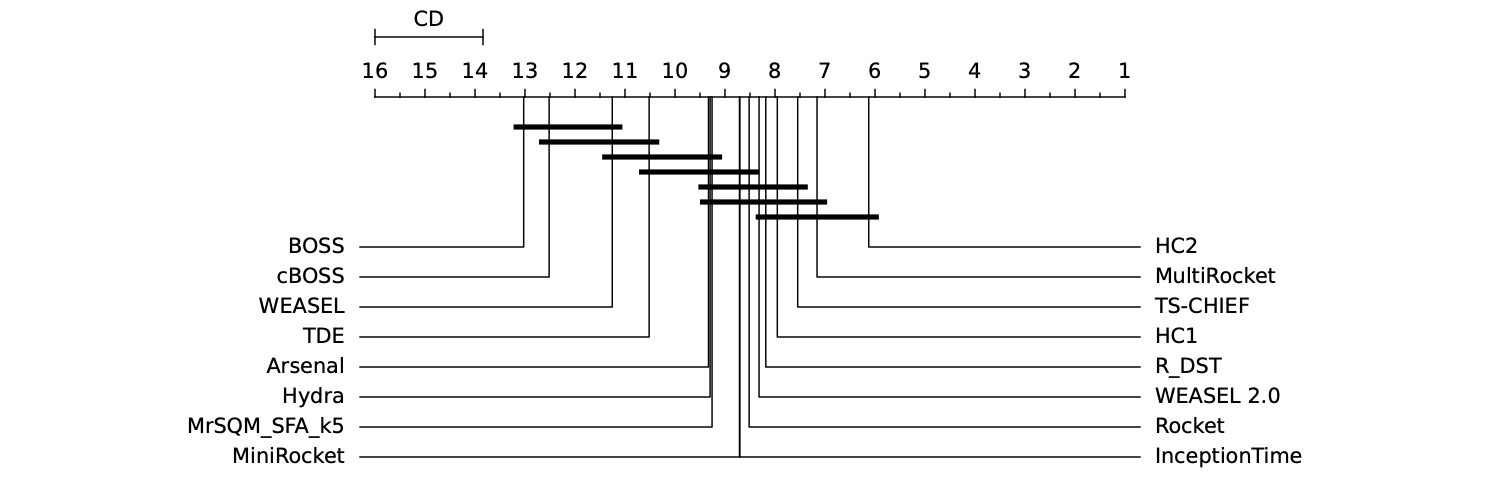 CD
16 15 14 13 12 11 10 9 8 7 6 5 4 3 2 1
BOSS HC2
cBOSS MultiRocket
WEASEL TS-CHIEF
TDE HC1
Arsenal R_DST
Hydra WEASEL 2.0
MrSQM_SFA_k5 Rocket
MiniRocket InceptionTime